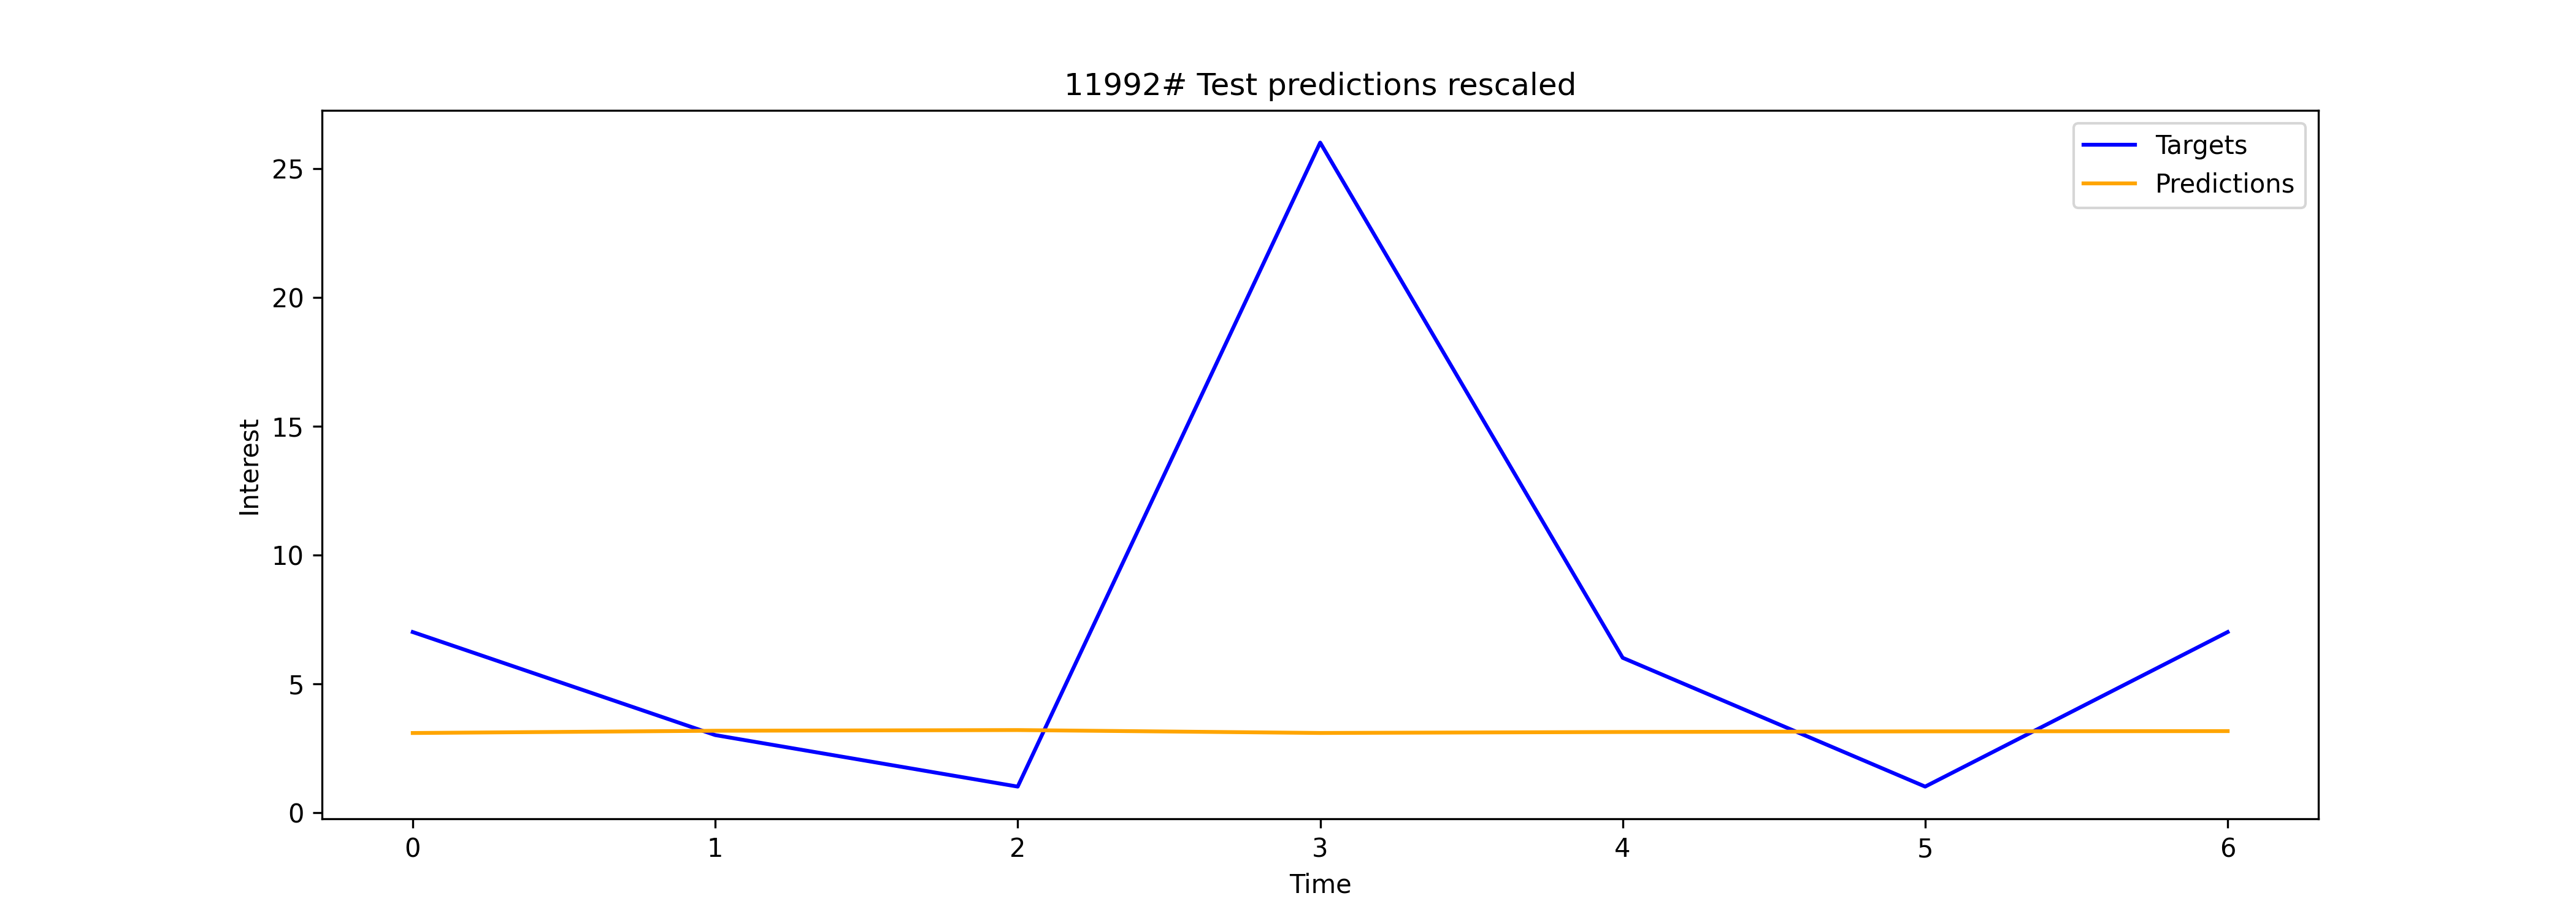 11992# Test predictions rescaled
Targets
Predictions
Interest
25
20
15
10
5
0
0 1 2 3 4 5 6
Time